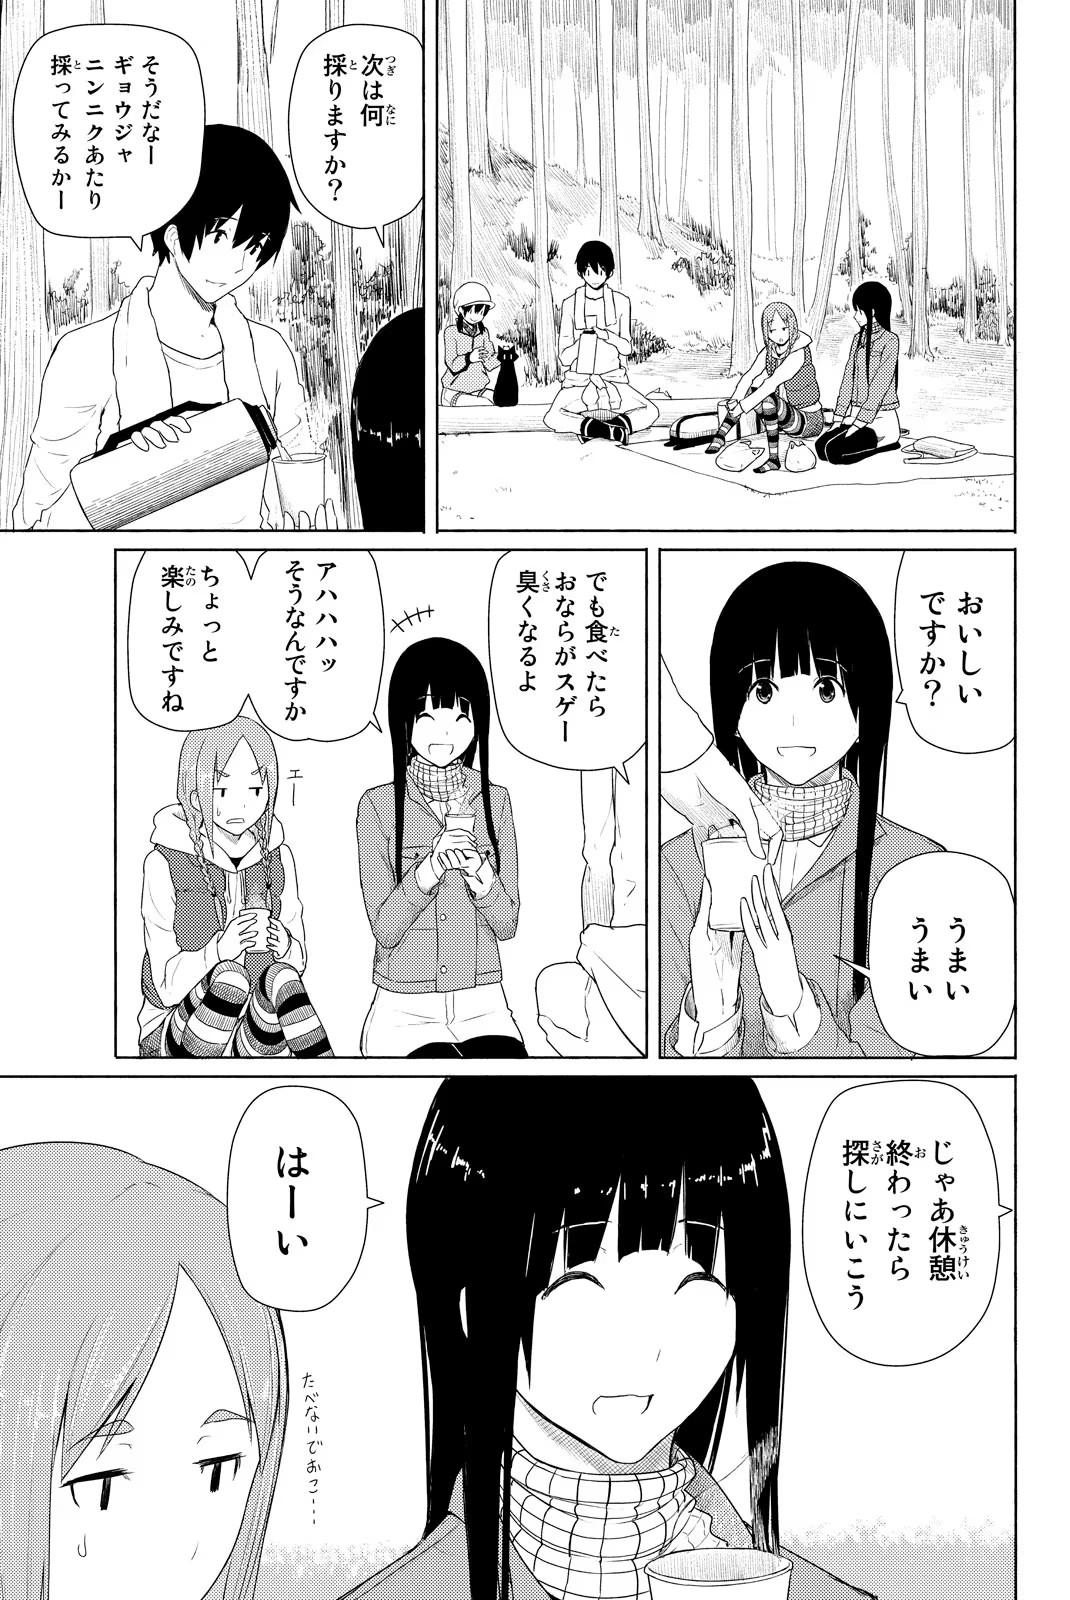 次は何
採りますか？
そうだなー
ギョウジャ
ニンニクあたり
採ってみるかー
おいしい
ですか？
うまい
うまい
でも食べたら
おならがスゲー
臭くなるよ
アハハハッ
そうなんですか
ちょっと
楽しみですね
エー
じゃあ休憩
終わったら
探しにいこう
はーい
たべないでおこ…